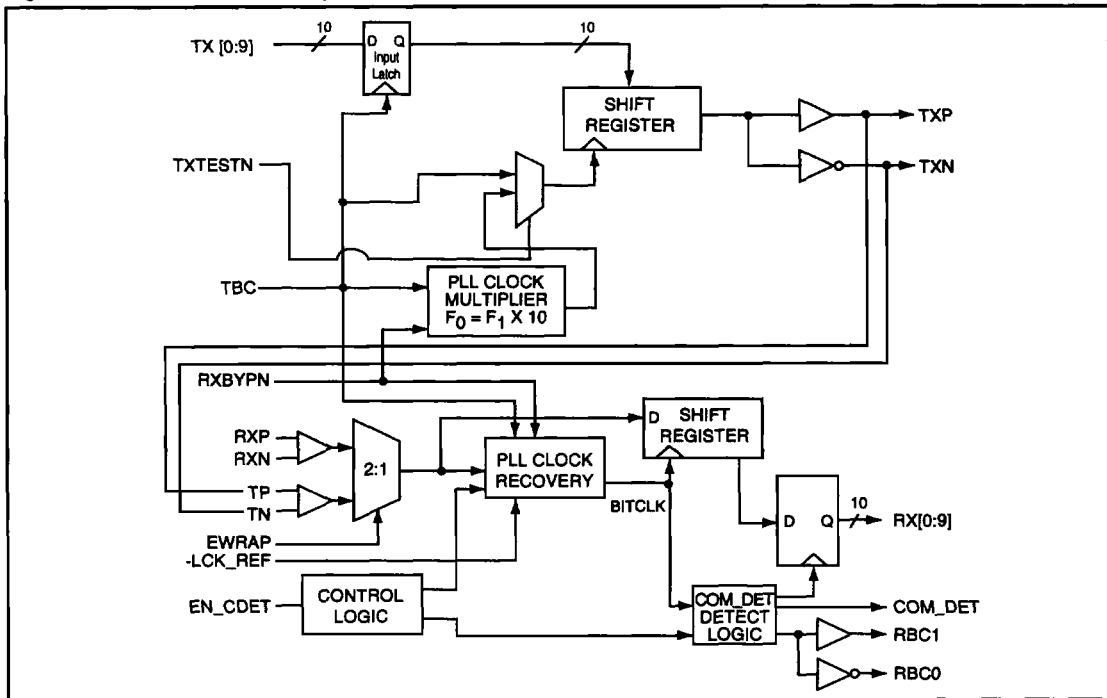 TX [0:9]
10
D Q
Input
Latch
10
SHIFT
REGISTER
TXP
TXN
TXTESTN
TBC
PLL CLOCK
MULTIPLIER
F0 = F1 X 10
RXBYPN
RXP
RXN
TP
TN
2:1
EWRAP
-LCK_REF
PLL CLOCK
RECOVERY
BITCLK
D SHIFT
REGISTER
D Q
10
RX[0:9]
EN_CDET
CONTROL
LOGIC
COM_DET
DETECT
LOGIC
COM_DET
RBC1
RBC0